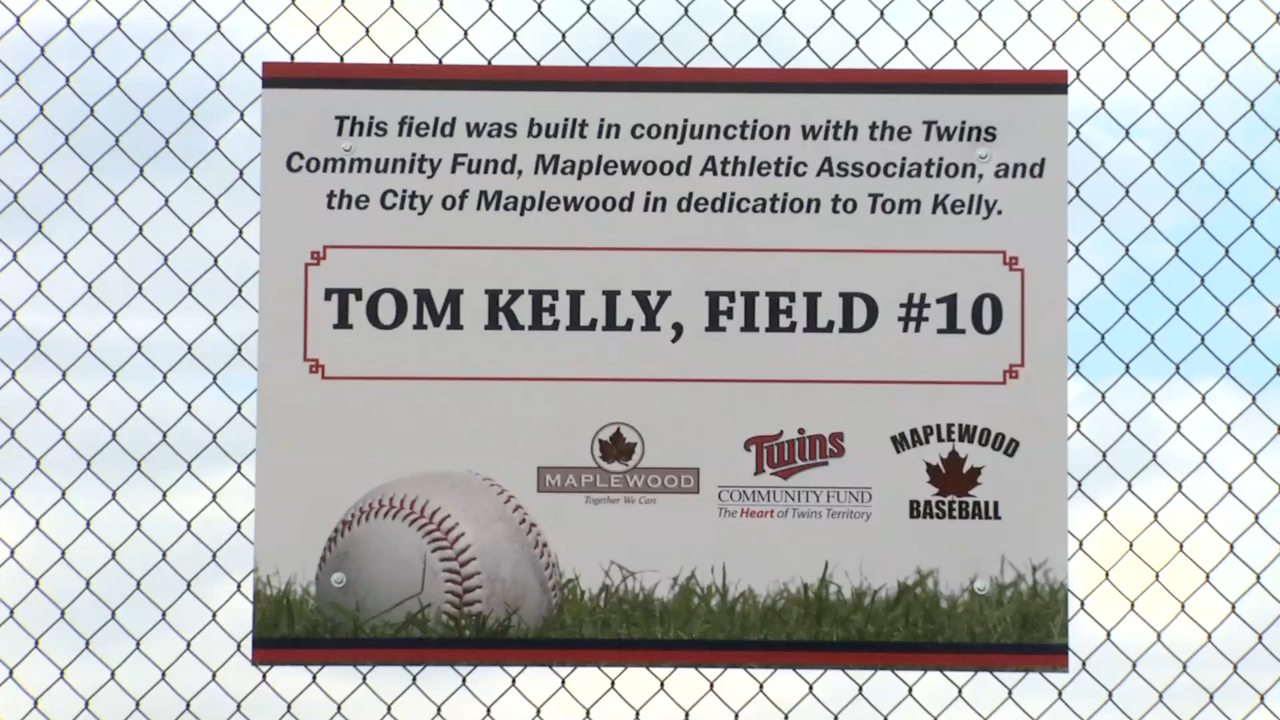 This field was built in conjunction with the Twins
Community Fund, Maplewood Athletic Association, and
the City of Maplewood in dedication to Tom Kelly.
TOM KELLY, FIELD #10
MAPLEWOOD
Together We Can
Twins
COMMUNITY FUND
The Heart of Twins Territory
MAPLEWOOD
BASEBALL